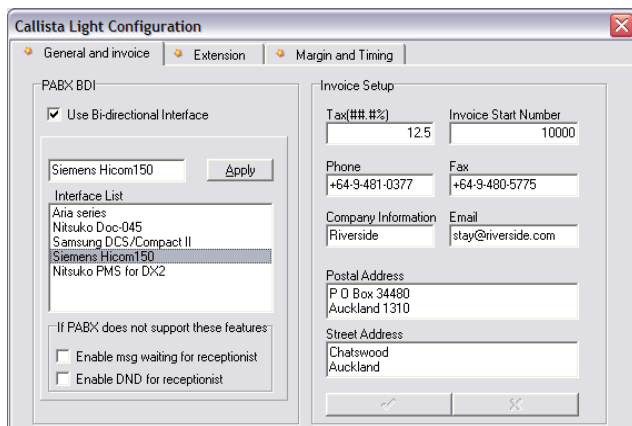 Callista Light Configuration
General and invoice
Extension
Margin and Timing
PABX BDI
Use Bi-directional Interface
Siemens Hicom150
Apply
Interface List
Aria series
Nitsuko Doc-045
Samsung DCS/Compact II
Siemens Hicom150
Nitsuko PMS for DX2
If PABX does not support these features
Enable msg waiting for receptionist
Enable DND for receptionist
Invoice Setup
Tax(##.#%)
Invoice Start Number
12.5
10000
Phone
Fax
+64-9-481-0377
+64-9-480-5775
Company Information
Email
Riverside
stay@riverside.com
Postal Address
P O Box 34480
Auckland 1310
Street Address
Chatswood
Auckland